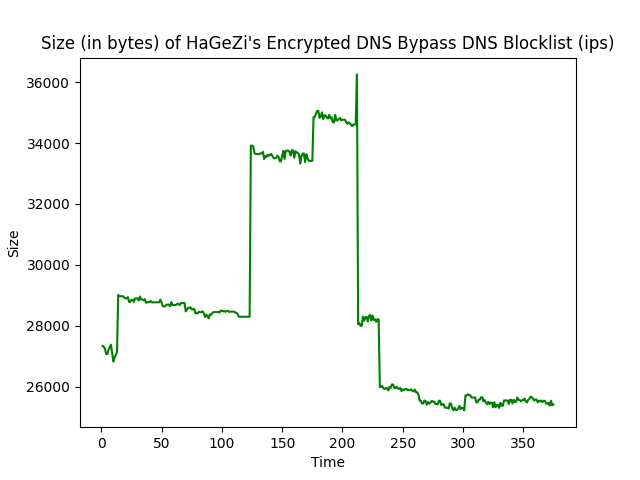 Size (in bytes) of HaGeZi's Encrypted DNS Bypass DNS Blocklist (ips)
36000
34000
32000
30000
28000
26000
Size
0 50 100 150 200 250 300 350
Time